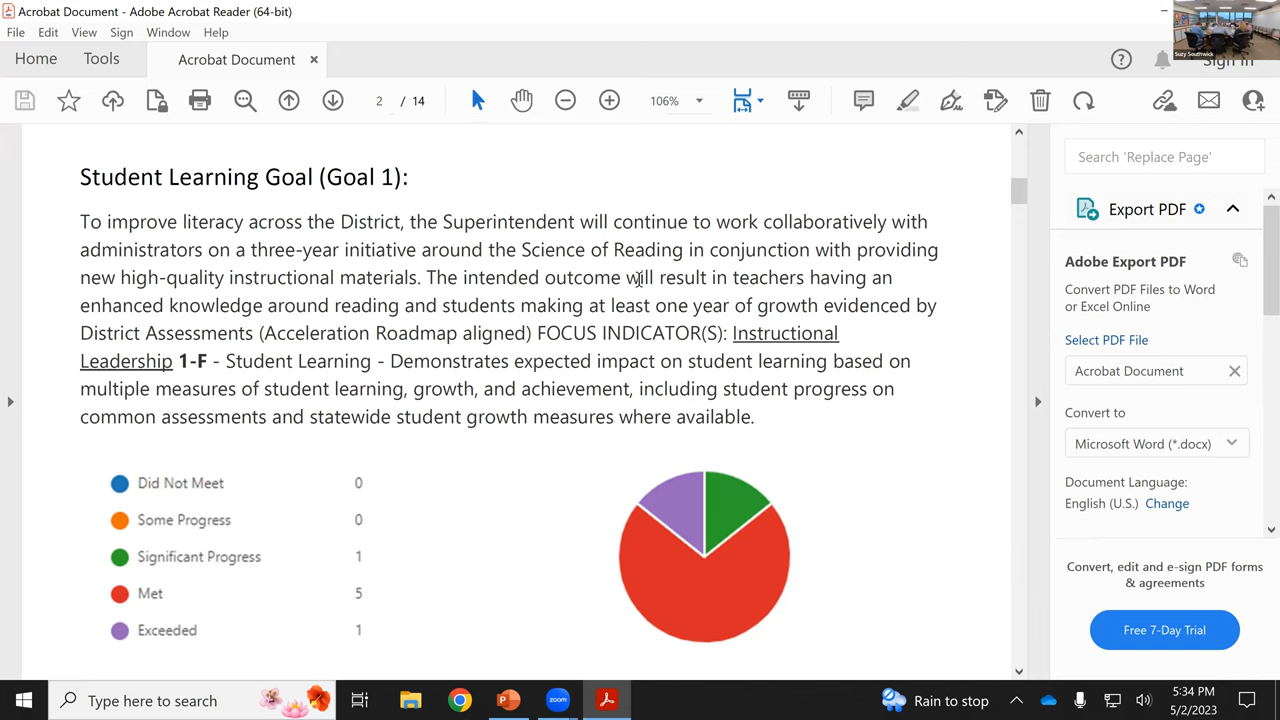 Acrobat Document - Adobe Acrobat Reader (64-bit)
Suzy Southwick
File Edit View Sign Window Help
Home Tools Acrobat Document × Sign In
2 / 14 106%
Student Learning Goal (Goal 1):
To improve literacy across the District, the Superintendent will continue to work collaboratively with
administrators on a three-year initiative around the Science of Reading in conjunction with providing
new high-quality instructional materials. The intended outcome will result in teachers having an
enhanced knowledge around reading and students making at least one year of growth evidenced by
District Assessments (Acceleration Roadmap aligned) FOCUS INDICATOR(S): Instructional
Leadership 1-F - Student Learning - Demonstrates expected impact on student learning based on
multiple measures of student learning, growth, and achievement, including student progress on
common assessments and statewide student growth measures where available.
Did Not Meet 0
Some Progress 0
Significant Progress 1
Met 5
Exceeded 1
Search 'Replace Page'
Export PDF
Adobe Export PDF
Convert PDF Files to Word
or Excel Online
Select PDF File
Acrobat Document
Convert to
Microsoft Word (*.docx)
Document Language:
English (U.S.) Change
Convert, edit and e-sign PDF forms
& agreements
Free 7-Day Trial
Type here to search
Rain to stop
5:34 PM
5/2/2023